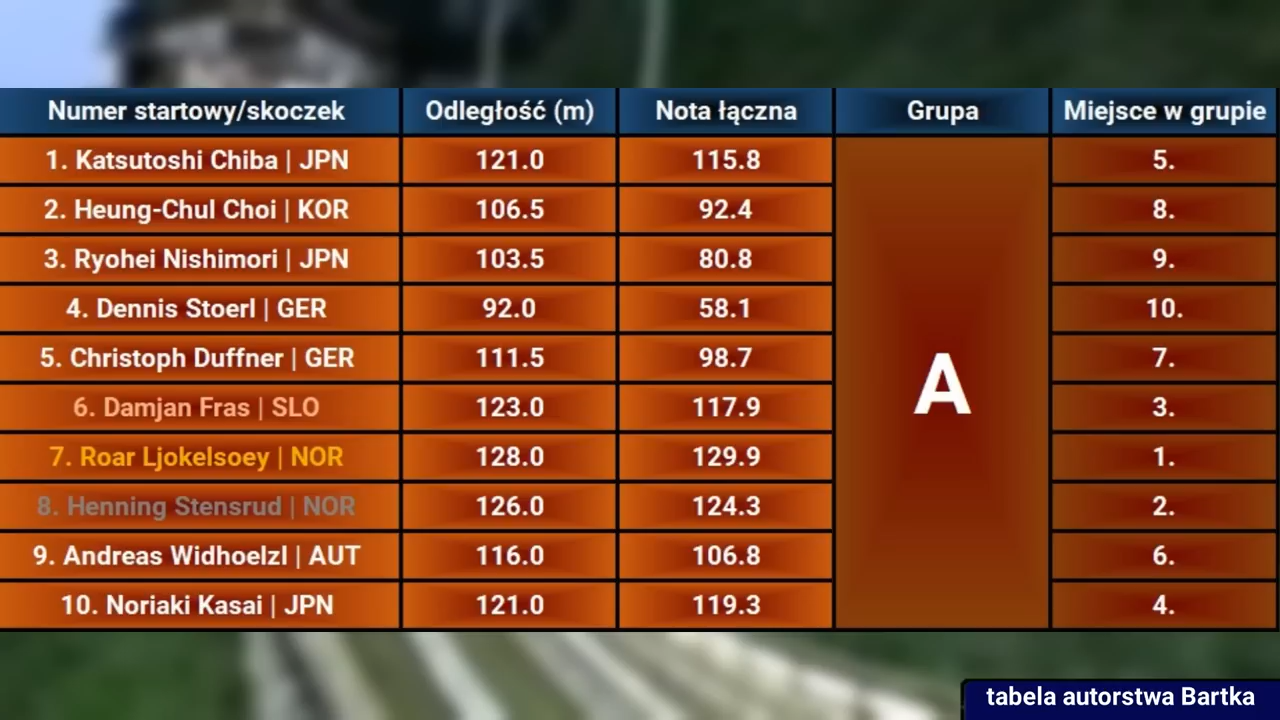 Numer startowy/skoczek Odległość (m) Nota łączna Grupa Miejsce w grupie
1. Katsutoshi Chiba | JPN 121.0 115.8 5.
2. Heung-Chul Choi | KOR 106.5 92.4 8.
3. Ryohei Nishimori | JPN 103.5 80.8 9.
4. Dennis Stoerl | GER 92.0 58.1 10.
5. Christoph Duffner | GER 111.5 98.7 7.
A
6. Damjan Fras | SLO 123.0 117.9 3.
7. Roar Ljokelsoey | NOR 128.0 129.9 1.
8. Henning Stensrud | NOR 126.0 124.3 2.
9. Andreas Widhoelzl | AUT 116.0 106.8 6.
10. Noriaki Kasai | JPN 121.0 119.3 4.
tabela autorstwa Bartka